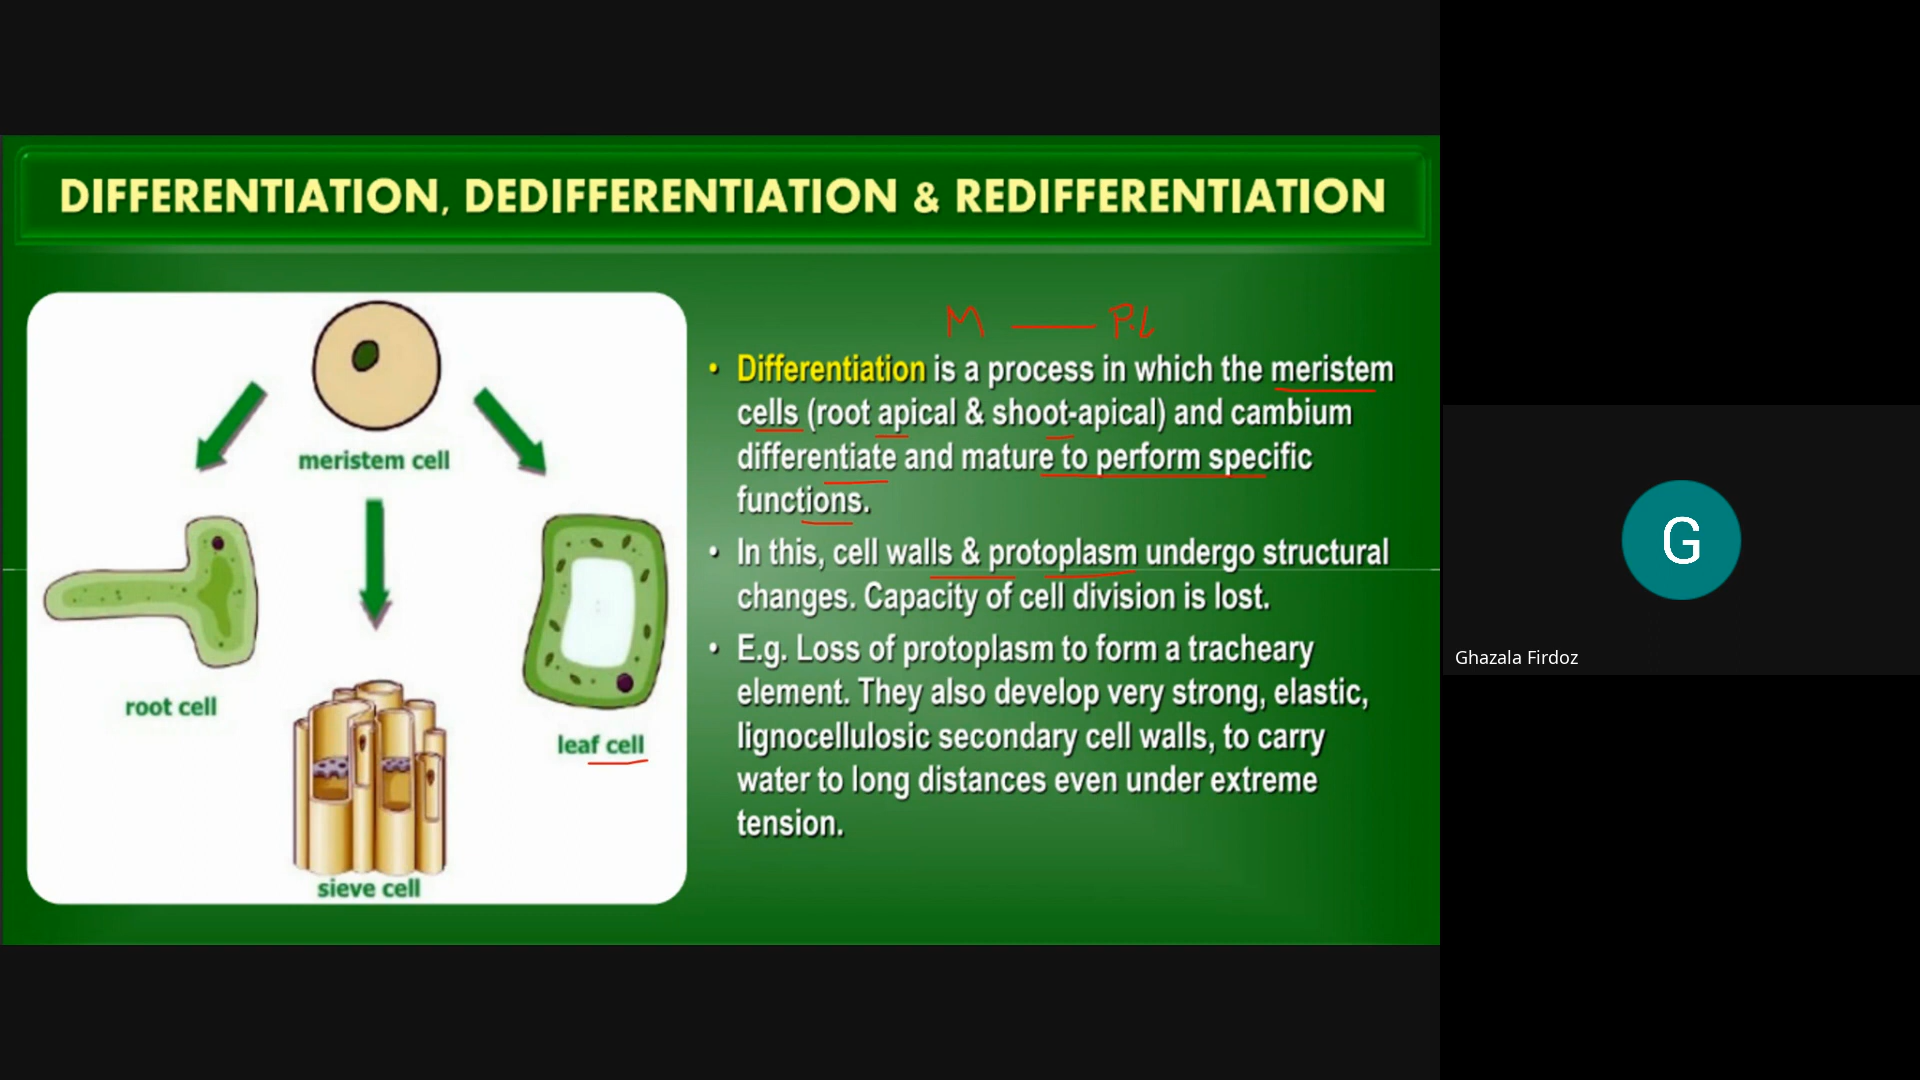 DIFFERENTIATION, DEDIFFERENTIATION & REDIFFERENTIATION
meristem cell
root cell
leaf cell
sieve cell
M — P.L
• Differentiation is a process in which the meristem
cells (root apical & shoot-apical) and cambium
differentiate and mature to perform specific
functions.
• In this, cell walls & protoplasm undergo structural
changes. Capacity of cell division is lost.
• E.g. Loss of protoplasm to form a tracheary
element. They also develop very strong, elastic,
lignocellulosic secondary cell walls, to carry
water to long distances even under extreme
tension.
G
Ghazala Firdoz